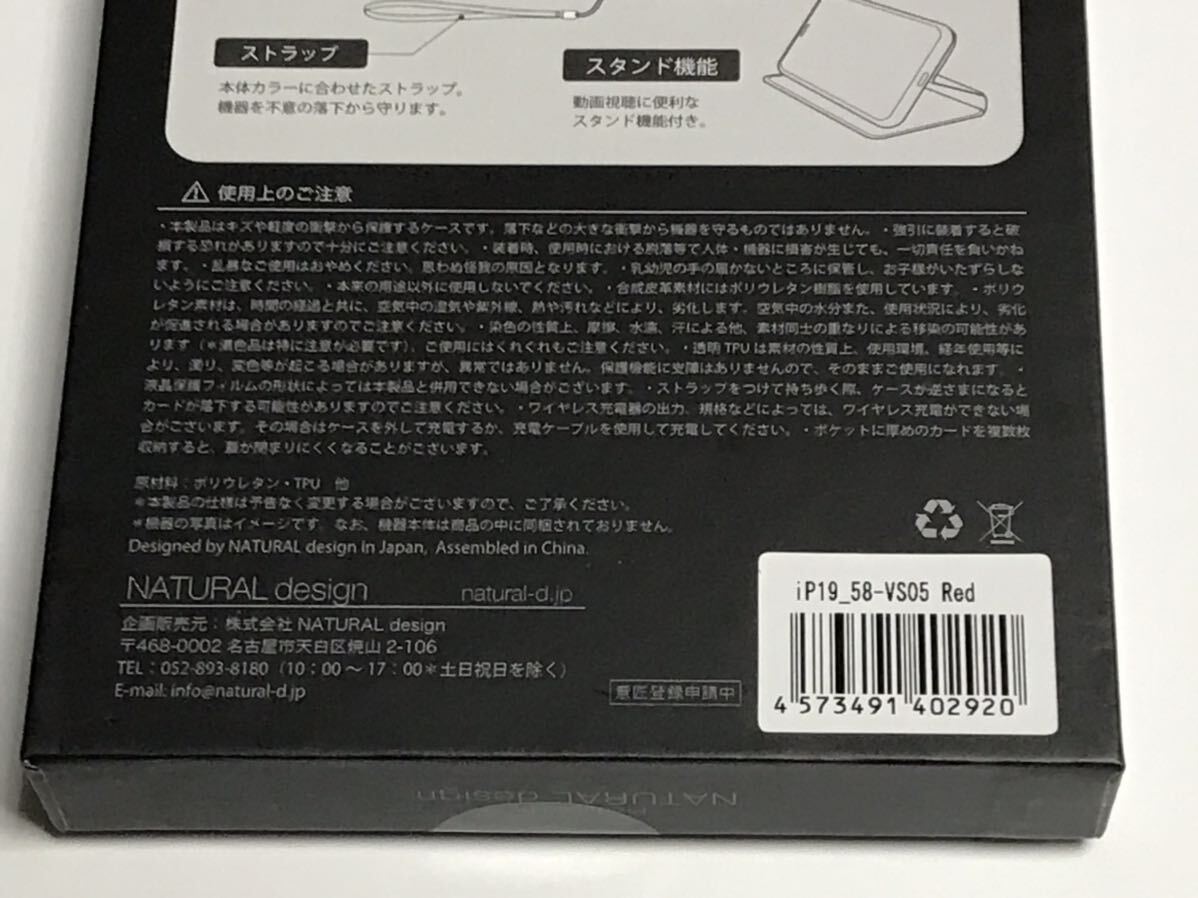 ストラップ
本体カラーに合わせたストラップ。
機器を不意の落下から守ります。
スタンド機能
動画視聴に便利な
スタンド機能付き。
使用上のご注意
・本製品はキズや軽度の衝撃から保護するケースです。落下などの大きな衝撃から機器を守るものではありません。・強引に装着すると破
損する恐れがありますので十分にご注意ください。・装着時、使用時における脱落等で人体・機器に損害が生じても、一切責任を負いかね
ます。・乱暴なご使用はおやめください。思わぬ怪我の原因となります。・乳幼児の手の届かないところに保管し、お子様がいたずらしな
いようにご注意ください。・本来の用途以外に使用しないでください。・合成皮革素材にはポリウレタン樹脂を使用しています。・ポリウ
レタン素材は、時間の経過と共に、空気中の湿気や紫外線、熱や汚れなどにより、劣化します。空気中の水分また、使用状況により、劣化
が促進される場合がありますのでご注意ください。・染色の性質上、摩擦、水濡、汗による他、素材同士の重なりによる移染の可能性があ
ります（＊濃色品は特に注意が必要です）。ご使用にはくれぐれもご注意ください。・透明TPUは素材の性質上、使用環境、経年使用等に
より、濁り、変色等が起こる場合がありますが、異常ではありません。保護機能に支障はありませんので、そのままご使用になれます。・
液晶保護フィルムの形状によっては本製品と併用できない場合がございます。・ストラップをつけて持ち歩く際、ケースが逆さまになると
カードが落下する可能性がありますのでご注意ください。・ワイヤレス充電器の出力、規格などによっては、ワイヤレス充電ができない場
合がございます。その場合はケースを外して充電するか、充電ケーブルを使用して充電してください。・ポケットに厚めのカードを複数枚
収納すると、蓋が閉まりにくくなることがございます。
原材料：ポリウレタン・TPU 他
＊本製品の仕様は予告なく変更する場合がございますので、ご了承ください。
＊機器の写真はイメージです。なお、機器本体は商品の中に同梱されておりません。
Designed by NATURAL design in Japan, Assembled in China.
NATURAL design natural-d.jp
企画販売元：株式会社 NATURAL design
〒468-0002 名古屋市天白区焼山 2-106
TEL：052-893-8180（10：00～17：00＊土日祝日を除く）
E-mail: info@natural-d.jp
意匠登録申請中
iP19_58-VS05 Red
4 573491 402920
NATURAL design